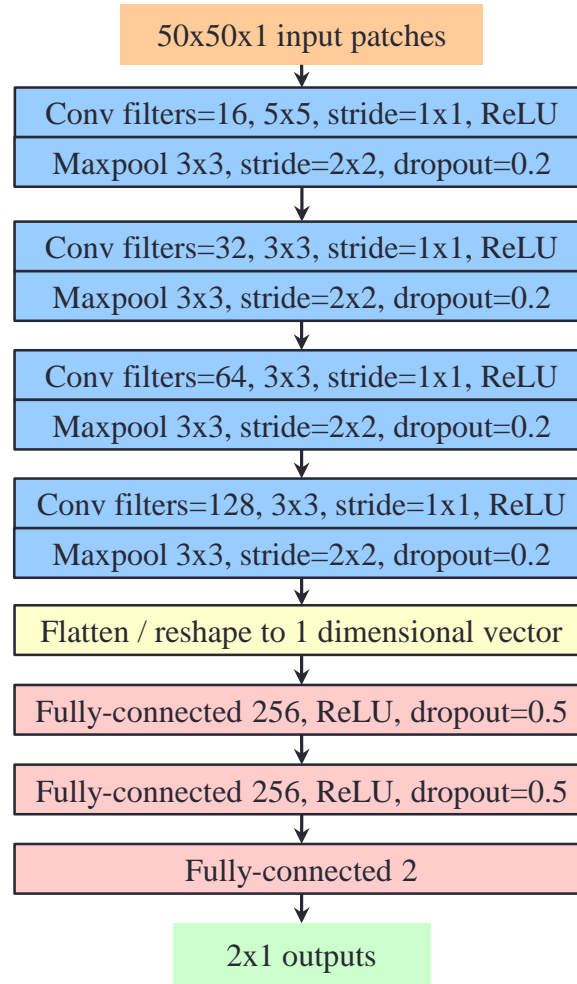 50x50x1 input patches
Conv filters=16, 5x5, stride=1x1, ReLU
Maxpool 3x3, stride=2x2, dropout=0.2
Conv filters=32, 3x3, stride=1x1, ReLU
Maxpool 3x3, stride=2x2, dropout=0.2
Conv filters=64, 3x3, stride=1x1, ReLU
Maxpool 3x3, stride=2x2, dropout=0.2
Conv filters=128, 3x3, stride=1x1, ReLU
Maxpool 3x3, stride=2x2, dropout=0.2
Flatten / reshape to 1 dimensional vector
Fully-connected 256, ReLU, dropout=0.5
Fully-connected 256, ReLU, dropout=0.5
Fully-connected 2
2x1 outputs